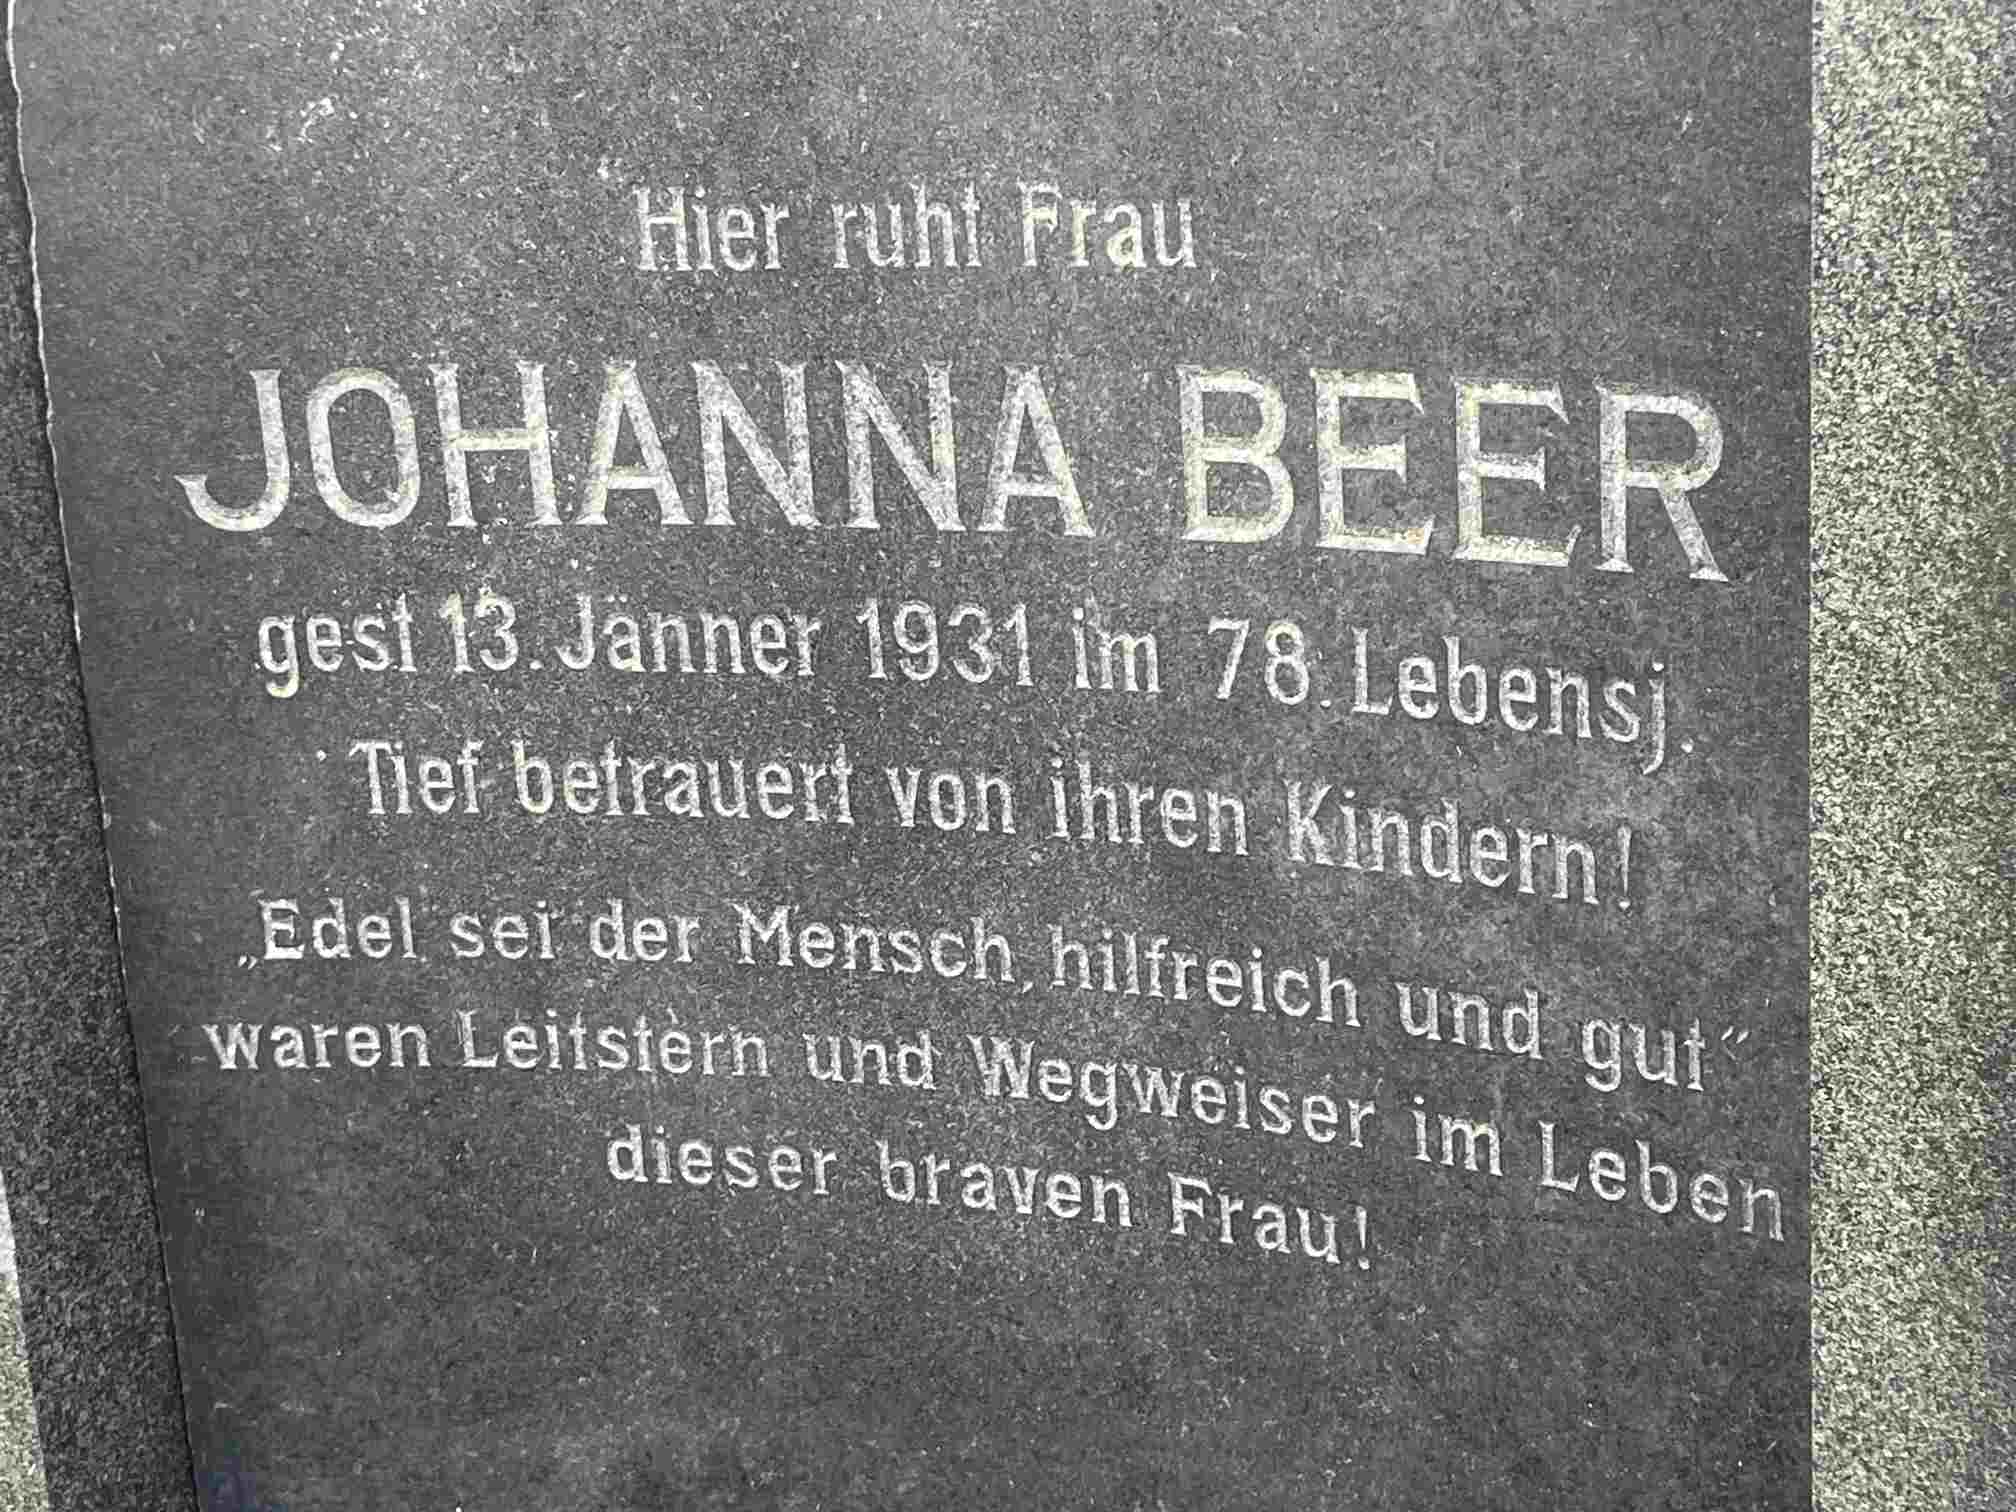 Hier ruht Frau
JOHANNA BEER
gest 13. Jänner 1931 im 78. Lebensj.
Tief betrauert von ihren Kindern!
„Edel sei der Mensch, hilfreich und gut“
waren Leitstern und Wegweiser im Leben
dieser braven Frau!